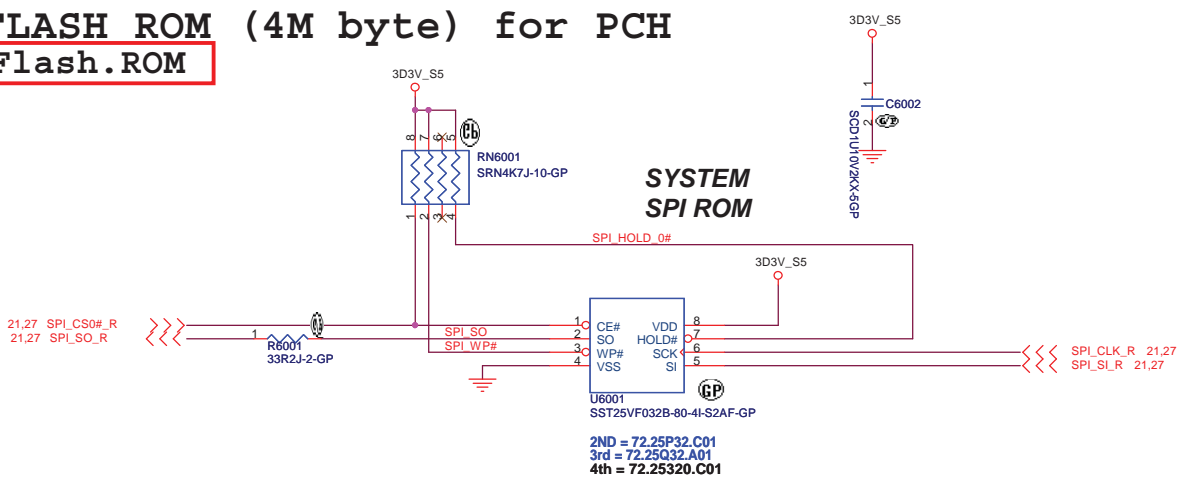 FLASH ROM (4M byte) for PCH
Flash.ROM
3D3V_S5
3D3V_S5
1
C6002
2
GP
SCD1U10V2KX-5GP
8
7
6
5
RN6001
SRN4K7J-10-GP
1
2
3
4
SYSTEM
SPI ROM
SPI_HOLD_0#
3D3V_S5
21,27 SPI_CS0#_R
21,27 SPI_SO_R
1
R6001
33R2J-2-GP
SPI_SO
SPI_WP#
1 CE# VDD 8
2 SO HOLD# 7
3 WP# SCK 6
4 VSS SI 5
SPI_CLK_R 21,27
SPI_SI_R 21,27
GP
U6001
SST25VF032B-80-4I-S2AF-GP
2ND = 72.25P32.C01
3rd = 72.25Q32.A01
4th = 72.25320.C01